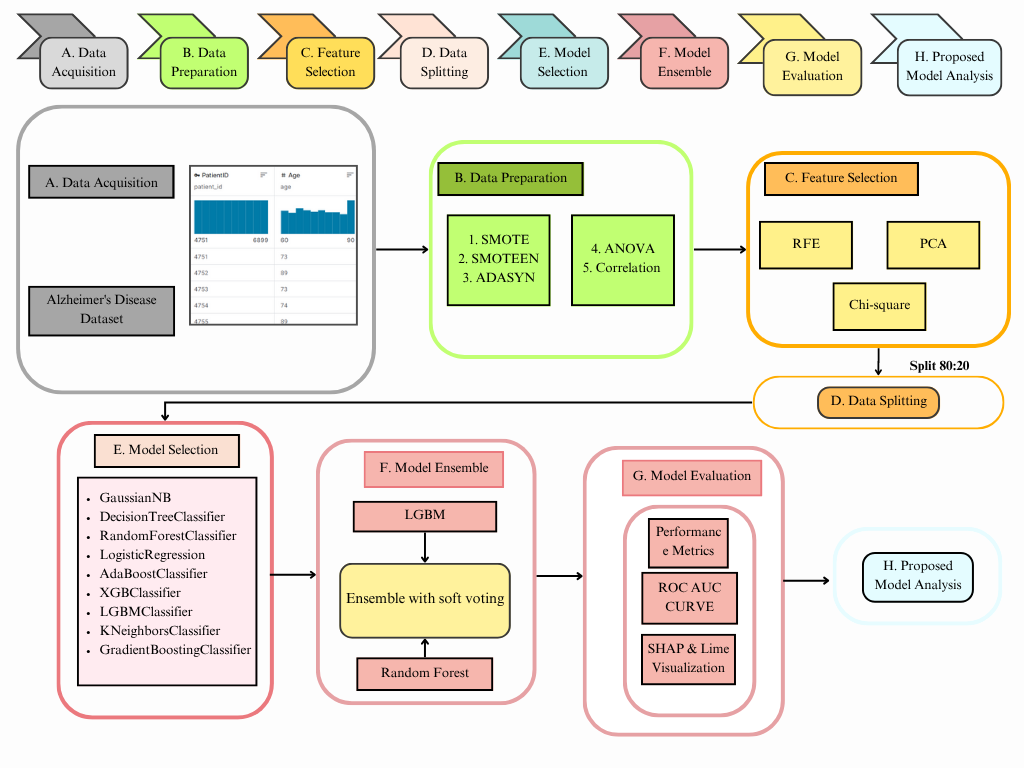 A. Data
Acquisition
B. Data
Preparation
C. Feature
Selection
D. Data
Splitting
E. Model
Selection
F. Model
Ensemble
G. Model
Evaluation
H. Proposed
Model Analysis
A. Data Acquisition
Alzheimer's Disease
Dataset
PatientID
# Age
patient_id
age
4751 6899
60 90
4751 73
4752 89
4753 73
4754 74
4755 89
B. Data Preparation
1. SMOTE
2. SMOTEEN
3. ADASYN
4. ANOVA
5. Correlation
C. Feature Selection
RFE
PCA
Chi-square
Split 80:20
D. Data Splitting
E. Model Selection
• GaussianNB
• DecisionTreeClassifier
• RandomForestClassifier
• LogisticRegression
• AdaBoostClassifier
• XGBClassifier
• LGBMClassifier
• KNeighborsClassifier
• GradientBoostingClassifier
F. Model Ensemble
LGBM
Ensemble with soft voting
Random Forest
G. Model Evaluation
Performanc
e Metrics
ROC AUC
CURVE
SHAP & Lime
Visualization
H. Proposed
Model Analysis